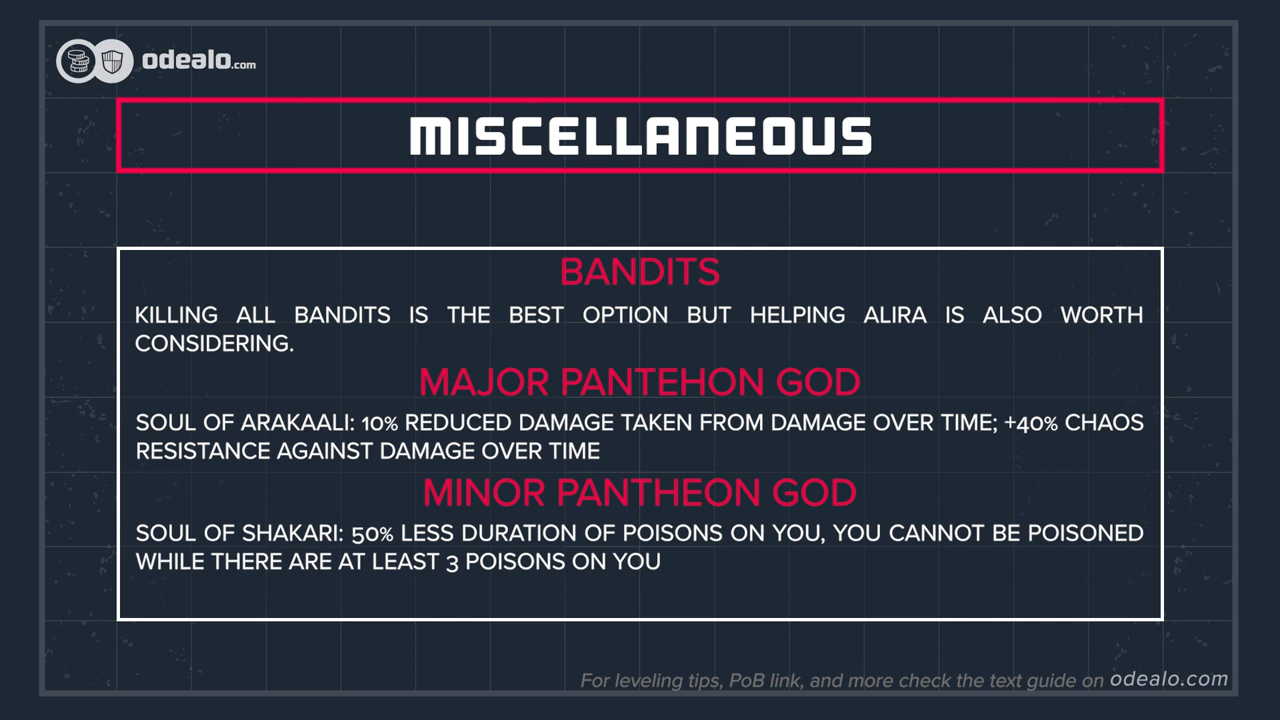 odealo.com
MISCELLANEOUS
BANDITS
KILLING ALL BANDITS IS THE BEST OPTION BUT HELPING ALIRA IS ALSO WORTH
CONSIDERING.
MAJOR PANTEHON GOD
SOUL OF ARAKAALI: 10% REDUCED DAMAGE TAKEN FROM DAMAGE OVER TIME; +40% CHAOS
RESISTANCE AGAINST DAMAGE OVER TIME
MINOR PANTHEON GOD
SOUL OF SHAKARI: 50% LESS DURATION OF POISONS ON YOU, YOU CANNOT BE POISONED
WHILE THERE ARE AT LEAST 3 POISONS ON YOU
For leveling tips, PoB link, and more check the text guide on odealo.com